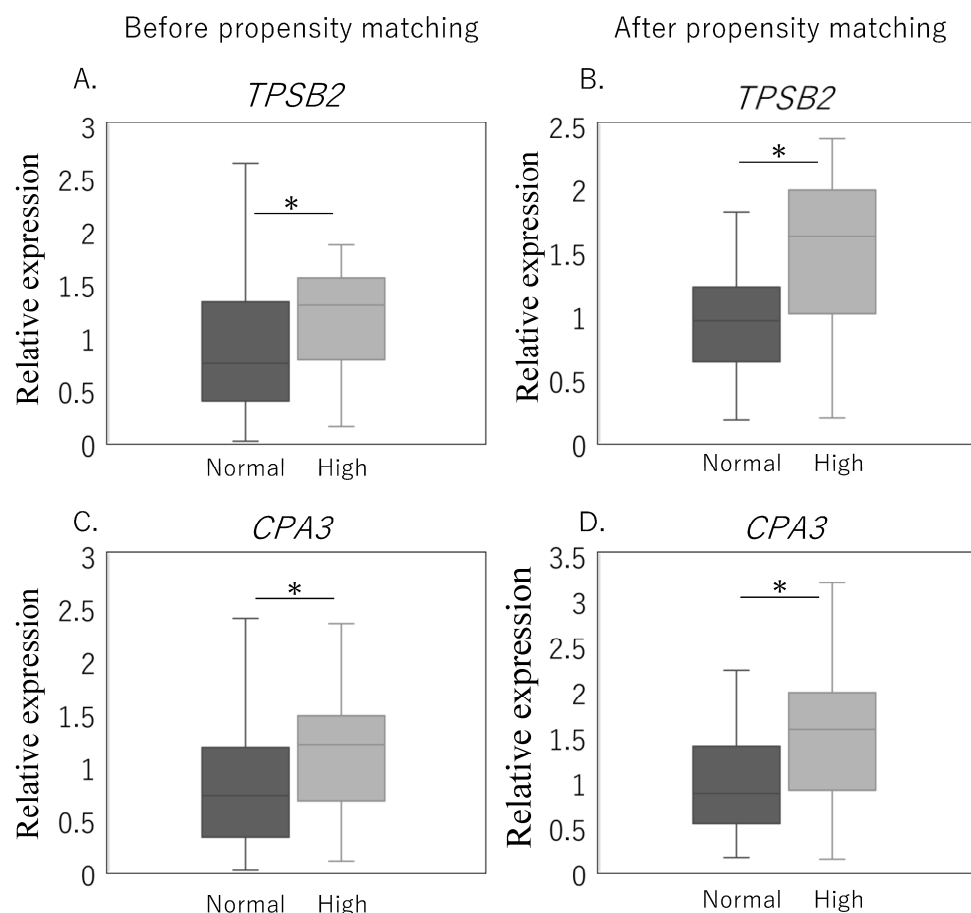 Before propensity matching
After propensity matching
A.
TPSB2
Relative expression
3
2.5
2
1.5
1
0.5
0
*
Normal
High
B.
TPSB2
Relative expression
2.5
2
1.5
1
0.5
0
*
Normal
High
C.
CPA3
Relative expression
3
2.5
2
1.5
1
0.5
0
*
Normal
High
D.
CPA3
Relative expression
3.5
3
2.5
2
1.5
1
0.5
0
*
Normal
High